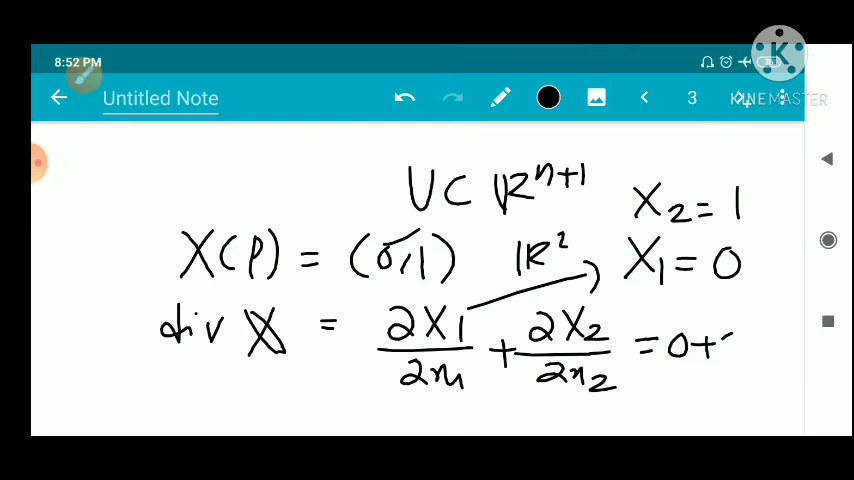 8:52 PM
K
KINEMASTER
Untitled Note
3
U ⊂ ℝ^{n+1}
X₂ = 1
X(p) = (0,1) ℝ² X₁ = 0
div X = ∂X₁/∂x₁ + ∂X₂/∂x₂ = 0+